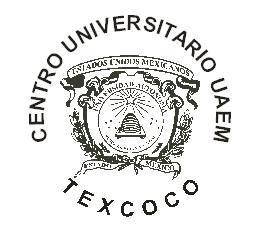 CENTRO UNIVERSITARIO UAEM
ESTADOS UNIDOS MEXICANOS
TEXCOCO